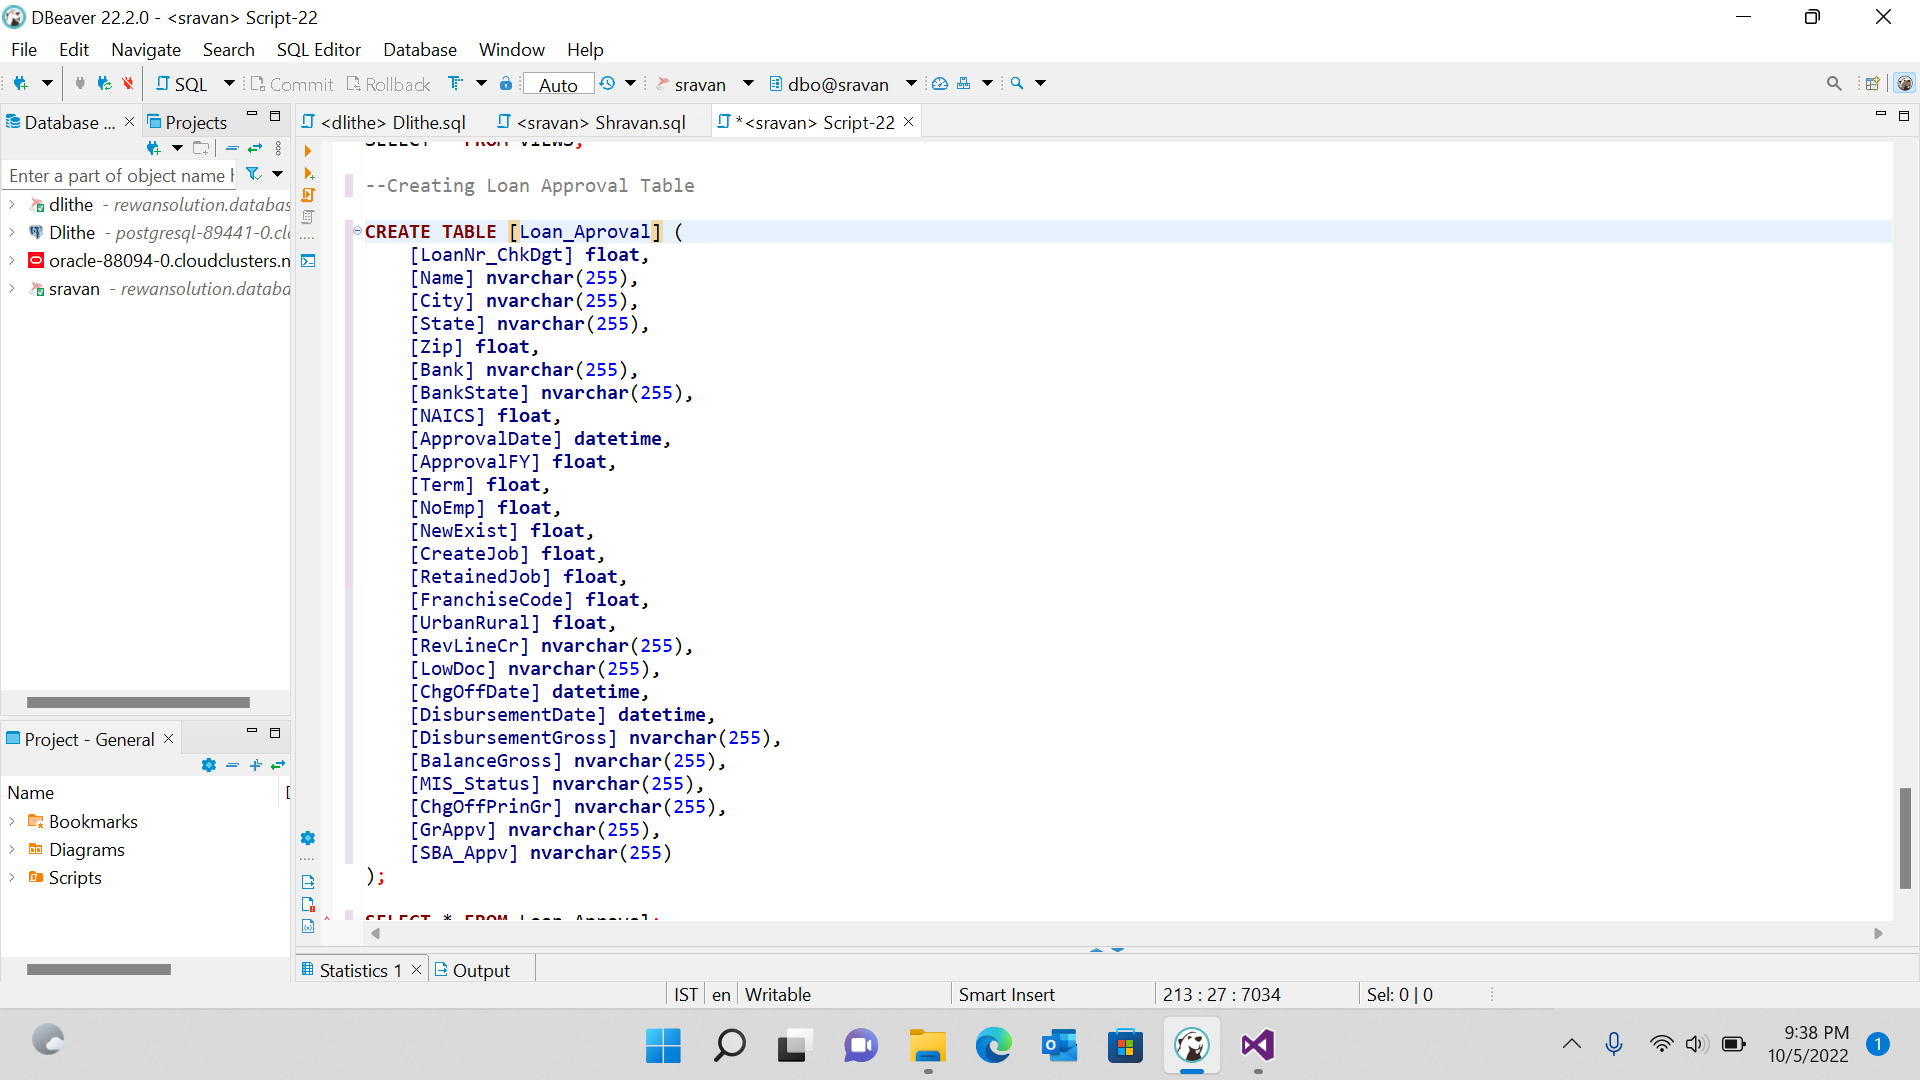 DBeaver 22.2.0 - <sravan> Script-22
File Edit Navigate Search SQL Editor Database Window Help
SQL Commit Rollback Auto sravan dbo@sravan
Database ... Projects
<dlithe> Dlithe.sql <sravan> Shravan.sql *<sravan> Script-22
Enter a part of object name h
dlithe - rewansolution.databas
Dlithe - postgresql-89441-0.clo
oracle-88094-0.cloudclusters.n
sravan - rewansolution.databa
Project - General
Name
Bookmarks
Diagrams
Scripts
SELECT * FROM VIEWS;
--Creating Loan Approval Table
CREATE TABLE [Loan_Aproval] (
[LoanNr_ChkDgt] float,
[Name] nvarchar(255),
[City] nvarchar(255),
[State] nvarchar(255),
[Zip] float,
[Bank] nvarchar(255),
[BankState] nvarchar(255),
[NAICS] float,
[ApprovalDate] datetime,
[ApprovalFY] float,
[Term] float,
[NoEmp] float,
[NewExist] float,
[CreateJob] float,
[RetainedJob] float,
[FranchiseCode] float,
[UrbanRural] float,
[RevLineCr] nvarchar(255),
[LowDoc] nvarchar(255),
[ChgOffDate] datetime,
[DisbursementDate] datetime,
[DisbursementGross] nvarchar(255),
[BalanceGross] nvarchar(255),
[MIS_Status] nvarchar(255),
[ChgOffPrinGr] nvarchar(255),
[GrAppv] nvarchar(255),
[SBA_Appv] nvarchar(255)
);
SELECT * FROM Loan_Aproval;
Statistics 1 Output
IST en Writable Smart Insert 213 : 27 : 7034 Sel: 0 | 0
9:38 PM
10/5/2022
1